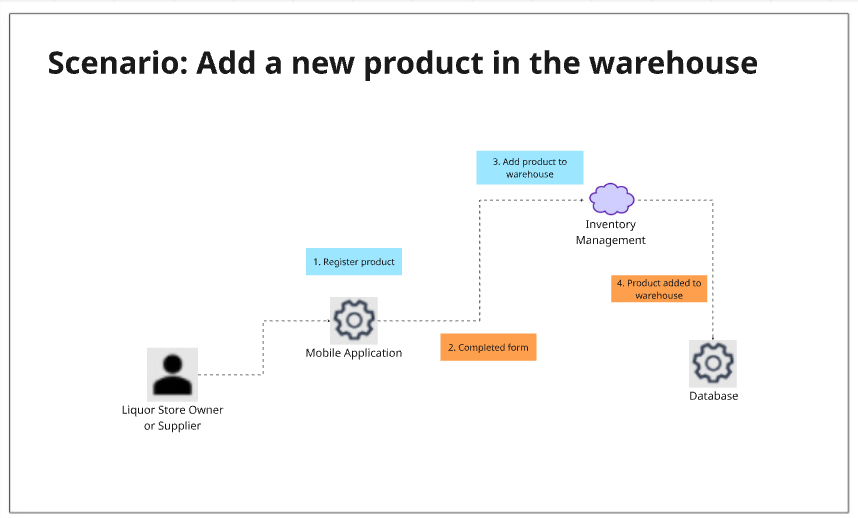 Scenario: Add a new product in the warehouse
3. Add product to
warehouse
Inventory
Management
1. Register product
4. Product added to
warehouse
2. Completed form
Mobile Application
Database
Liquor Store Owner
or Supplier